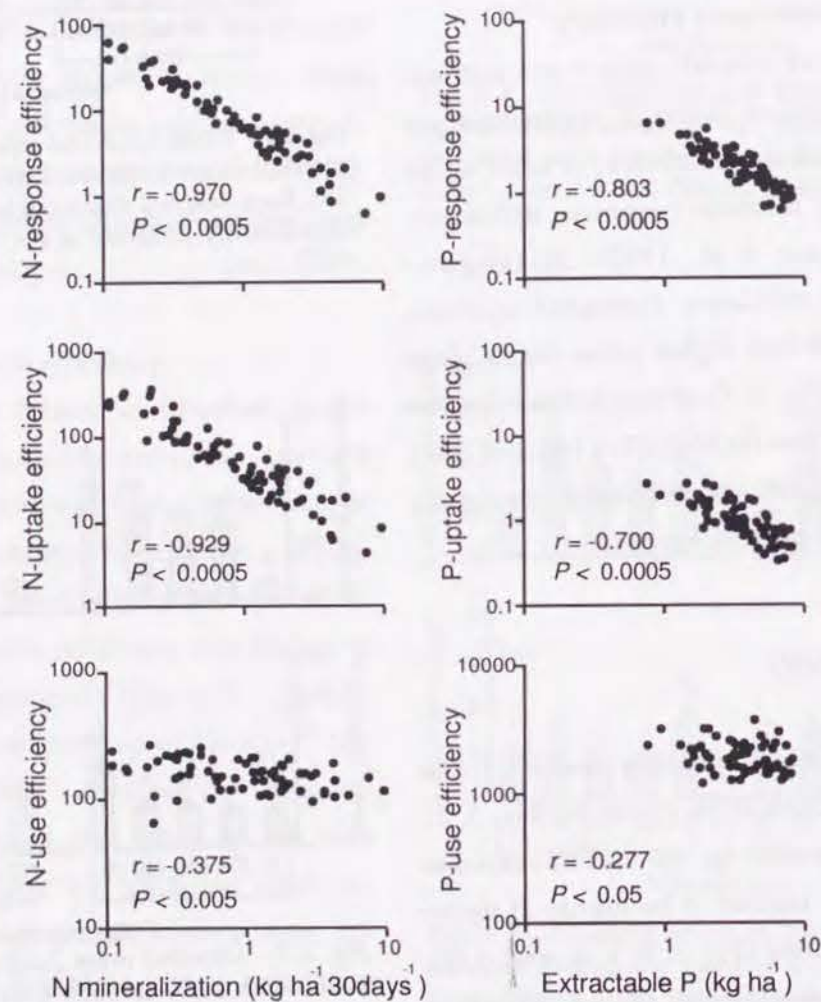 N-response efficiency
100
10
1
0.1
r = -0.970
P < 0.0005
P-response efficiency
100
10
1
0.1
r = -0.803
P < 0.0005
N-uptake efficiency
1000
100
10
1
r = -0.929
P < 0.0005
P-uptake efficiency
100
10
1
0.1
r = -0.700
P < 0.0005
N-use efficiency
1000
100
10
r = -0.375
P < 0.005
0.1 1 10
N mineralization (kg ha⁻¹ 30days⁻¹)
P-use efficiency
10000
1000
100
r = -0.277
P < 0.05
0.1 1 10
Extractable P (kg ha⁻¹)